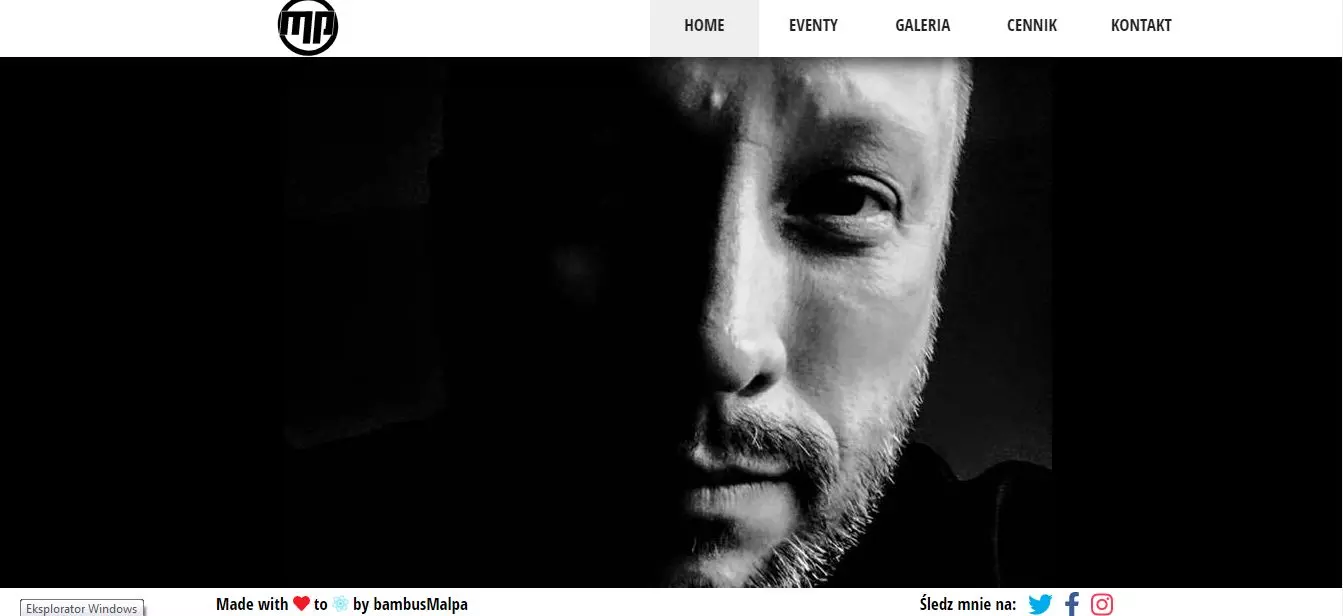 MP
HOME EVENTY GALERIA CENNIK KONTAKT
Made with ❤ to ⚛ by bambusMalpa
Śledz mnie na:
Eksplorator Windows